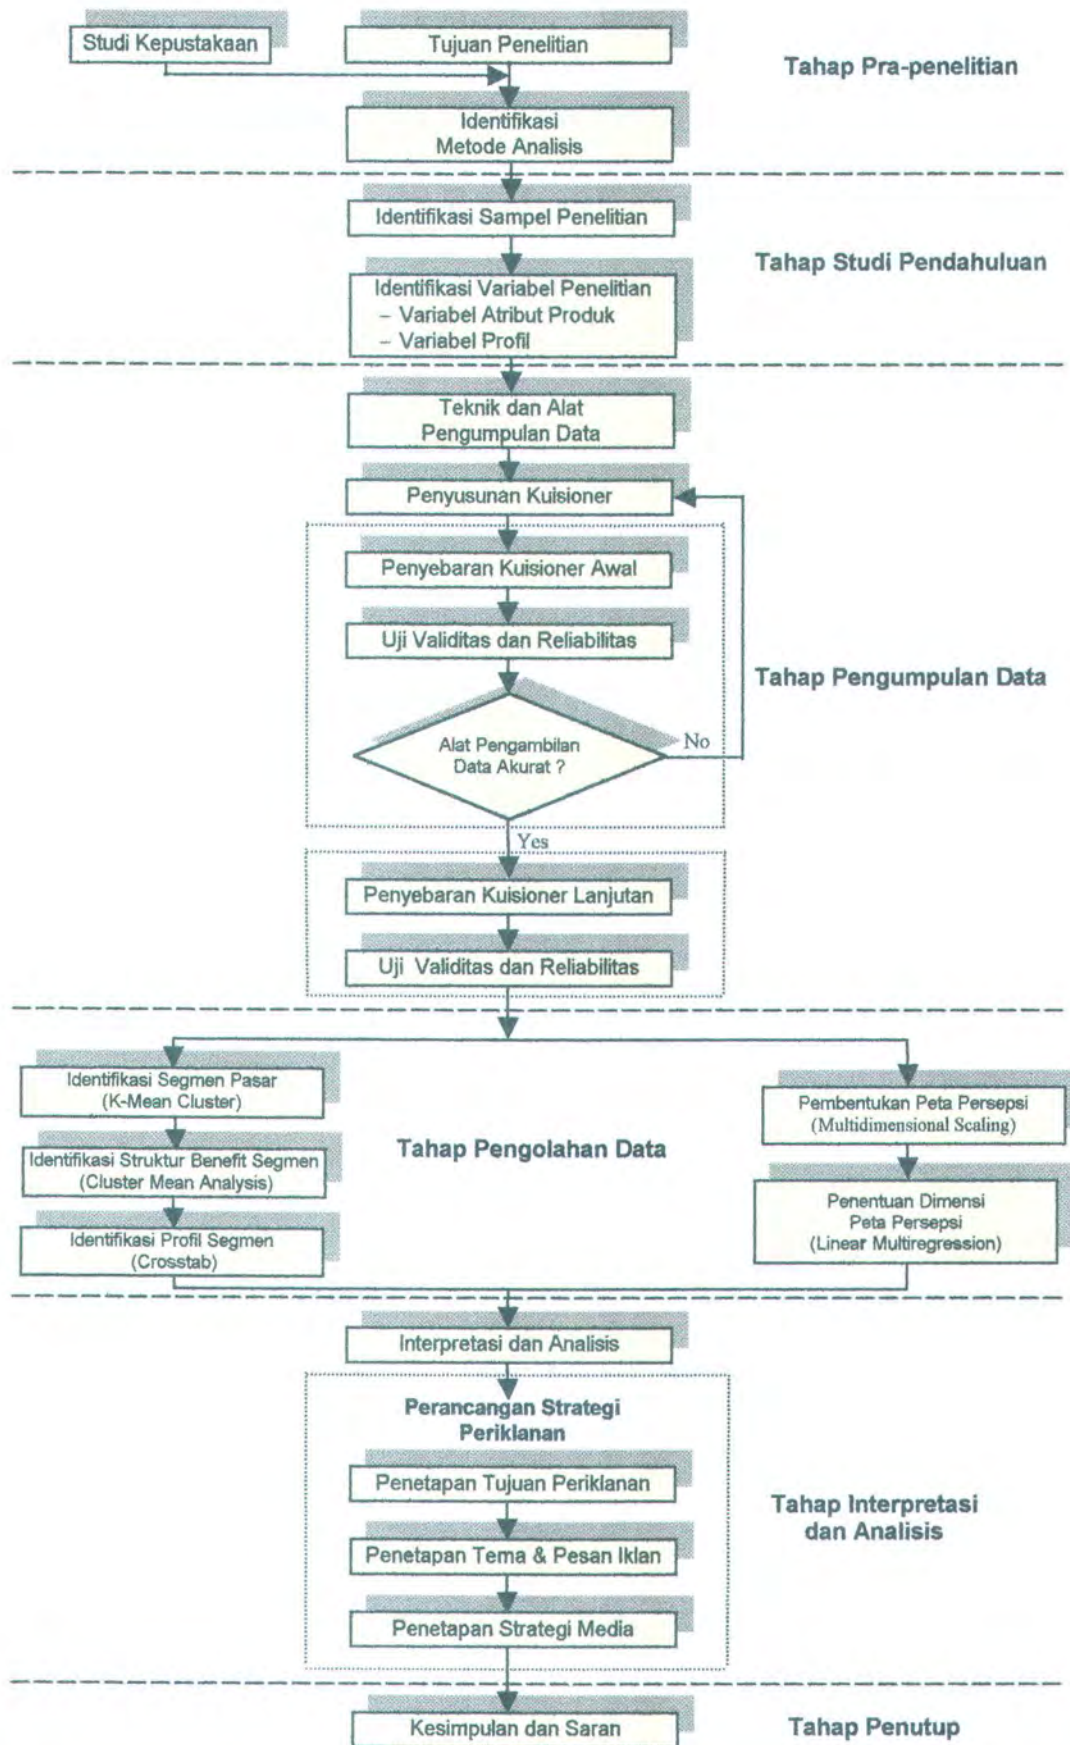 Studi Kepustakaan
Tujuan Penelitian
Tahap Pra-penelitian
Identifikasi
Metode Analisis
Identifikasi Sampel Penelitian
Tahap Studi Pendahuluan
Identifikasi Variabel Penelitian
– Variabel Atribut Produk
– Variabel Profil
Teknik dan Alat
Pengumpulan Data
Penyusunan Kuisioner
Penyebaran Kuisioner Awal
Uji Validitas dan Reliabilitas
Tahap Pengumpulan Data
Alat Pengambilan
Data Akurat ?
No
Yes
Penyebaran Kuisioner Lanjutan
Uji Validitas dan Reliabilitas
Identifikasi Segmen Pasar
(K-Mean Cluster)
Identifikasi Struktur Benefit Segmen
(Cluster Mean Analysis)
Identifikasi Profil Segmen
(Crosstab)
Tahap Pengolahan Data
Pembentukan Peta Persepsi
(Multidimensional Scaling)
Penentuan Dimensi
Peta Persepsi
(Linear Multiregression)
Interpretasi dan Analisis
Perancangan Strategi
Periklanan
Penetapan Tujuan Periklanan
Penetapan Tema & Pesan Iklan
Penetapan Strategi Media
Tahap Interpretasi
dan Analisis
Kesimpulan dan Saran
Tahap Penutup